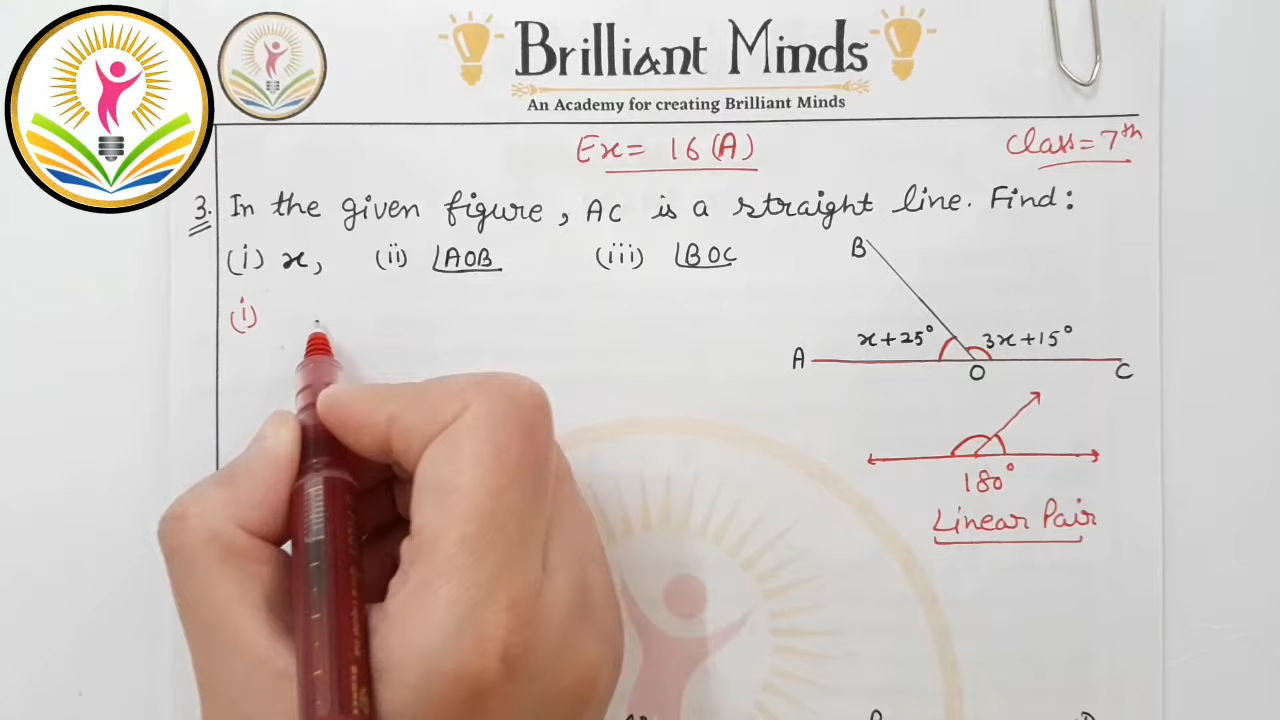 Brilliant Minds
An Academy for creating Brilliant Minds
Ex = 16 (A)
Class = 7th
3. In the given figure, AC is a straight line. Find:
(i) x, (ii) ∠AOB (iii) ∠BOC
(i)
B
x+25° 3x+15°
A O C
180°
Linear Pair